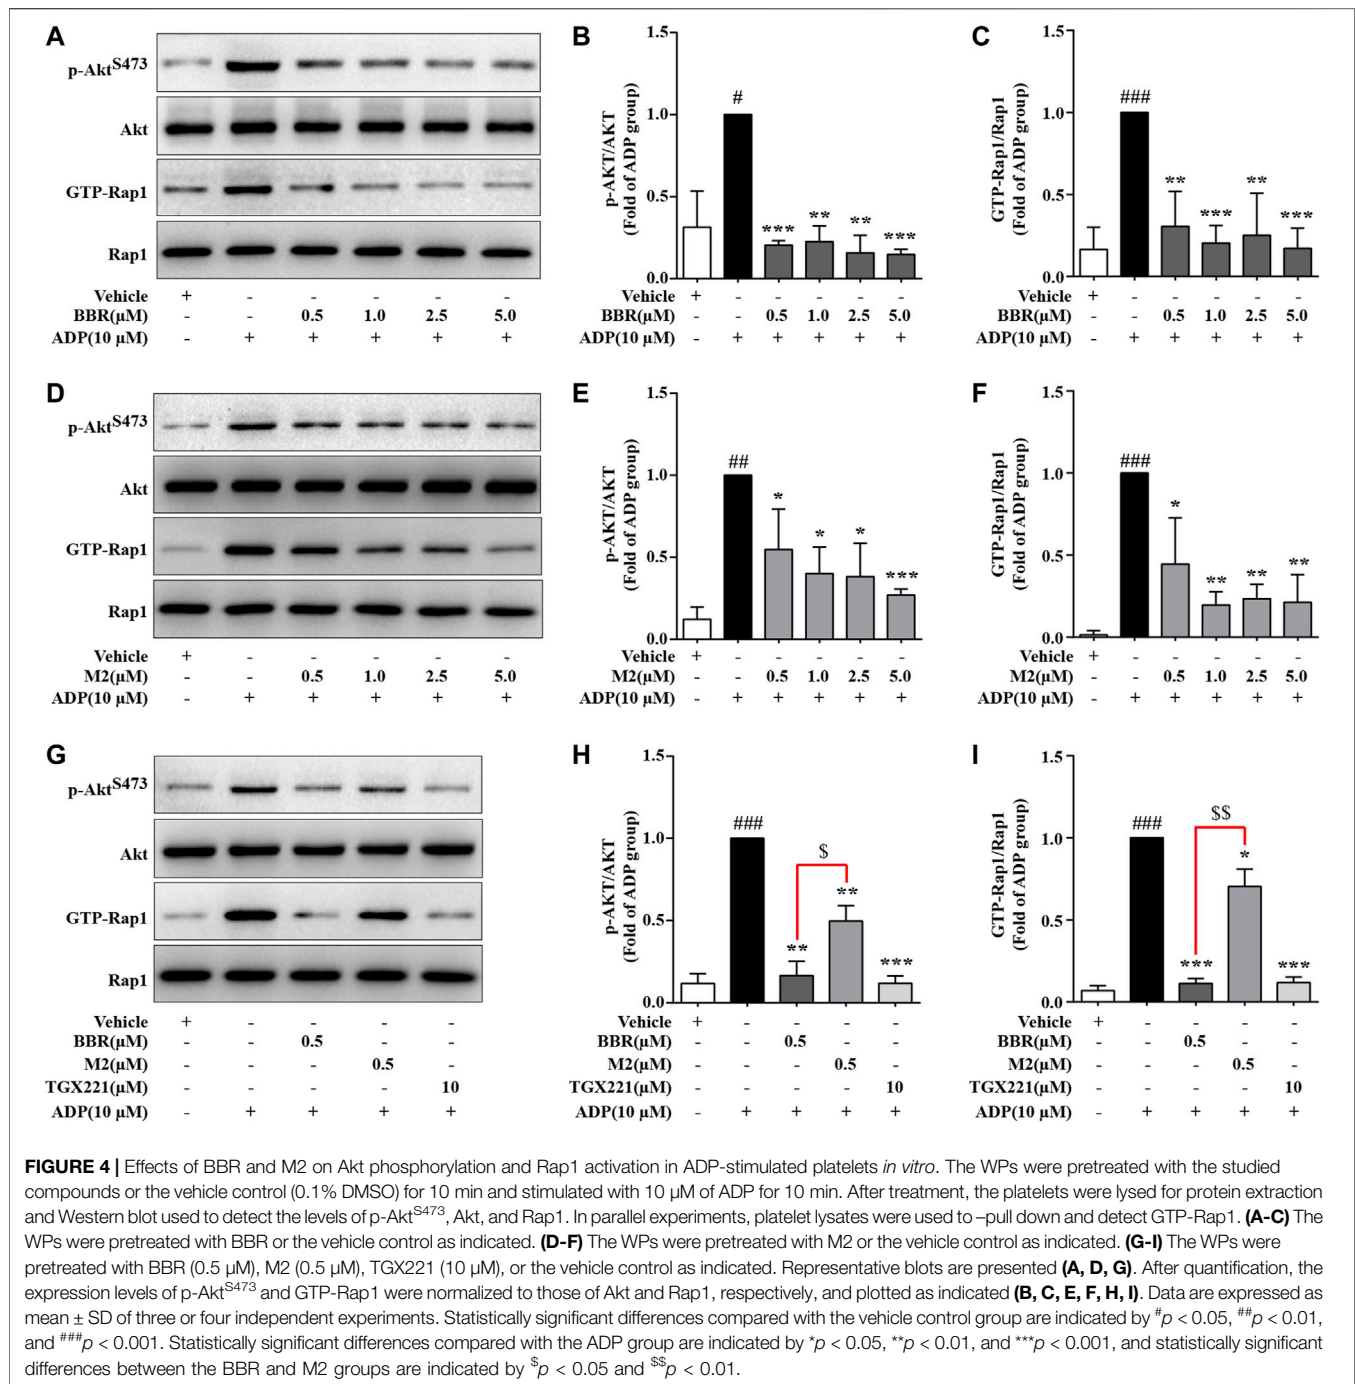 A
p-Akt^S473
Akt
GTP-Rap1
Rap1
Vehicle + - - - - -
BBR(μM) - - 0.5 1.0 2.5 5.0
ADP(10 μM) - + + + + +
B
p-AKT/AKT
(Fold of ADP group)
1.5
1.0
0.5
0.0
# *** ** ** ***
Vehicle + - - - - -
BBR(μM) - - 0.5 1.0 2.5 5.0
ADP(10 μM) - + + + + +
C
GTP-Rap1/Rap1
(Fold of ADP group)
1.5
1.0
0.5
0.0
### ** *** ** ***
Vehicle + - - - - -
BBR(μM) - - 0.5 1.0 2.5 5.0
ADP(10 μM) - + + + + +
D
p-Akt^S473
Akt
GTP-Rap1
Rap1
Vehicle + - - - - -
M2(μM) - - 0.5 1.0 2.5 5.0
ADP(10 μM) - + + + + +
E
p-AKT/AKT
(Fold of ADP group)
1.5
1.0
0.5
0.0
## * * * ***
Vehicle + - - - - -
M2(μM) - - 0.5 1.0 2.5 5.0
ADP(10 μM) - + + + + +
F
GTP-Rap1/Rap1
(Fold of ADP group)
1.5
1.0
0.5
0.0
### * ** ** **
Vehicle + - - - - -
M2(μM) - - 0.5 1.0 2.5 5.0
ADP(10 μM) - + + + + +
G
p-Akt^S473
Akt
GTP-Rap1
Rap1
Vehicle + - - - -
BBR(μM) - - 0.5 - -
M2(μM) - - - 0.5 -
TGX221(μM) - - - - 10
ADP(10 μM) - + + + +
H
p-AKT/AKT
(Fold of ADP group)
1.5
1.0
0.5
0.0
### ** ** ***
$
Vehicle + - - - -
BBR(μM) - - 0.5 - -
M2(μM) - - - 0.5 -
TGX221(μM) - - - - 10
ADP(10 μM) - + + + +
I
GTP-Rap1/Rap1
(Fold of ADP group)
1.5
1.0
0.5
0.0
### *** * ***
$$
Vehicle + - - - -
BBR(μM) - - 0.5 - -
M2(μM) - - - 0.5 -
TGX221(μM) - - - - 10
ADP(10 μM) - + + + +
FIGURE 4 | Effects of BBR and M2 on Akt phosphorylation and Rap1 activation in ADP-stimulated platelets in vitro. The WPs were pretreated with the studied
compounds or the vehicle control (0.1% DMSO) for 10 min and stimulated with 10 μM of ADP for 10 min. After treatment, the platelets were lysed for protein extraction
and Western blot used to detect the levels of p-Akt^S473, Akt, and Rap1. In parallel experiments, platelet lysates were used to –pull down and detect GTP-Rap1. (A-C) The
WPs were pretreated with BBR or the vehicle control as indicated. (D-F) The WPs were pretreated with M2 or the vehicle control as indicated. (G-I) The WPs were
pretreated with BBR (0.5 μM), M2 (0.5 μM), TGX221 (10 μM), or the vehicle control as indicated. Representative blots are presented (A, D, G). After quantification, the
expression levels of p-Akt^S473 and GTP-Rap1 were normalized to those of Akt and Rap1, respectively, and plotted as indicated (B, C, E, F, H, I). Data are expressed as
mean ± SD of three or four independent experiments. Statistically significant differences compared with the vehicle control group are indicated by #p < 0.05, ##p < 0.01,
and ###p < 0.001. Statistically significant differences compared with the ADP group are indicated by *p < 0.05, **p < 0.01, and ***p < 0.001, and statistically significant
differences between the BBR and M2 groups are indicated by $p < 0.05 and $$p < 0.01.